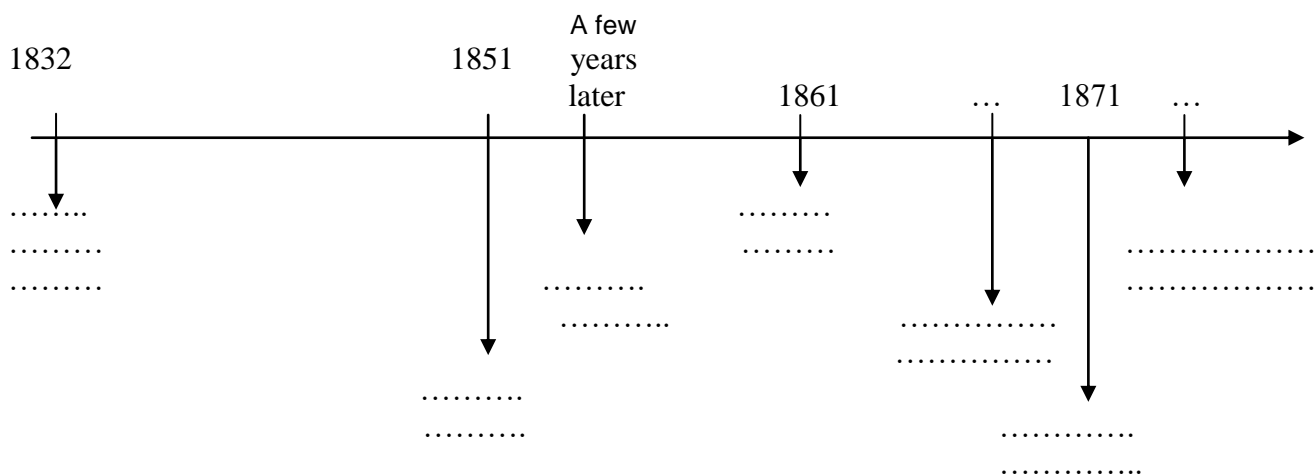 A few
1832 1851 years
later 1861 … 1871 …
…….. ……… ………………
……… ……… ………………
……… ……….
……….. ……………
……………
……….
………. ………….
…………..